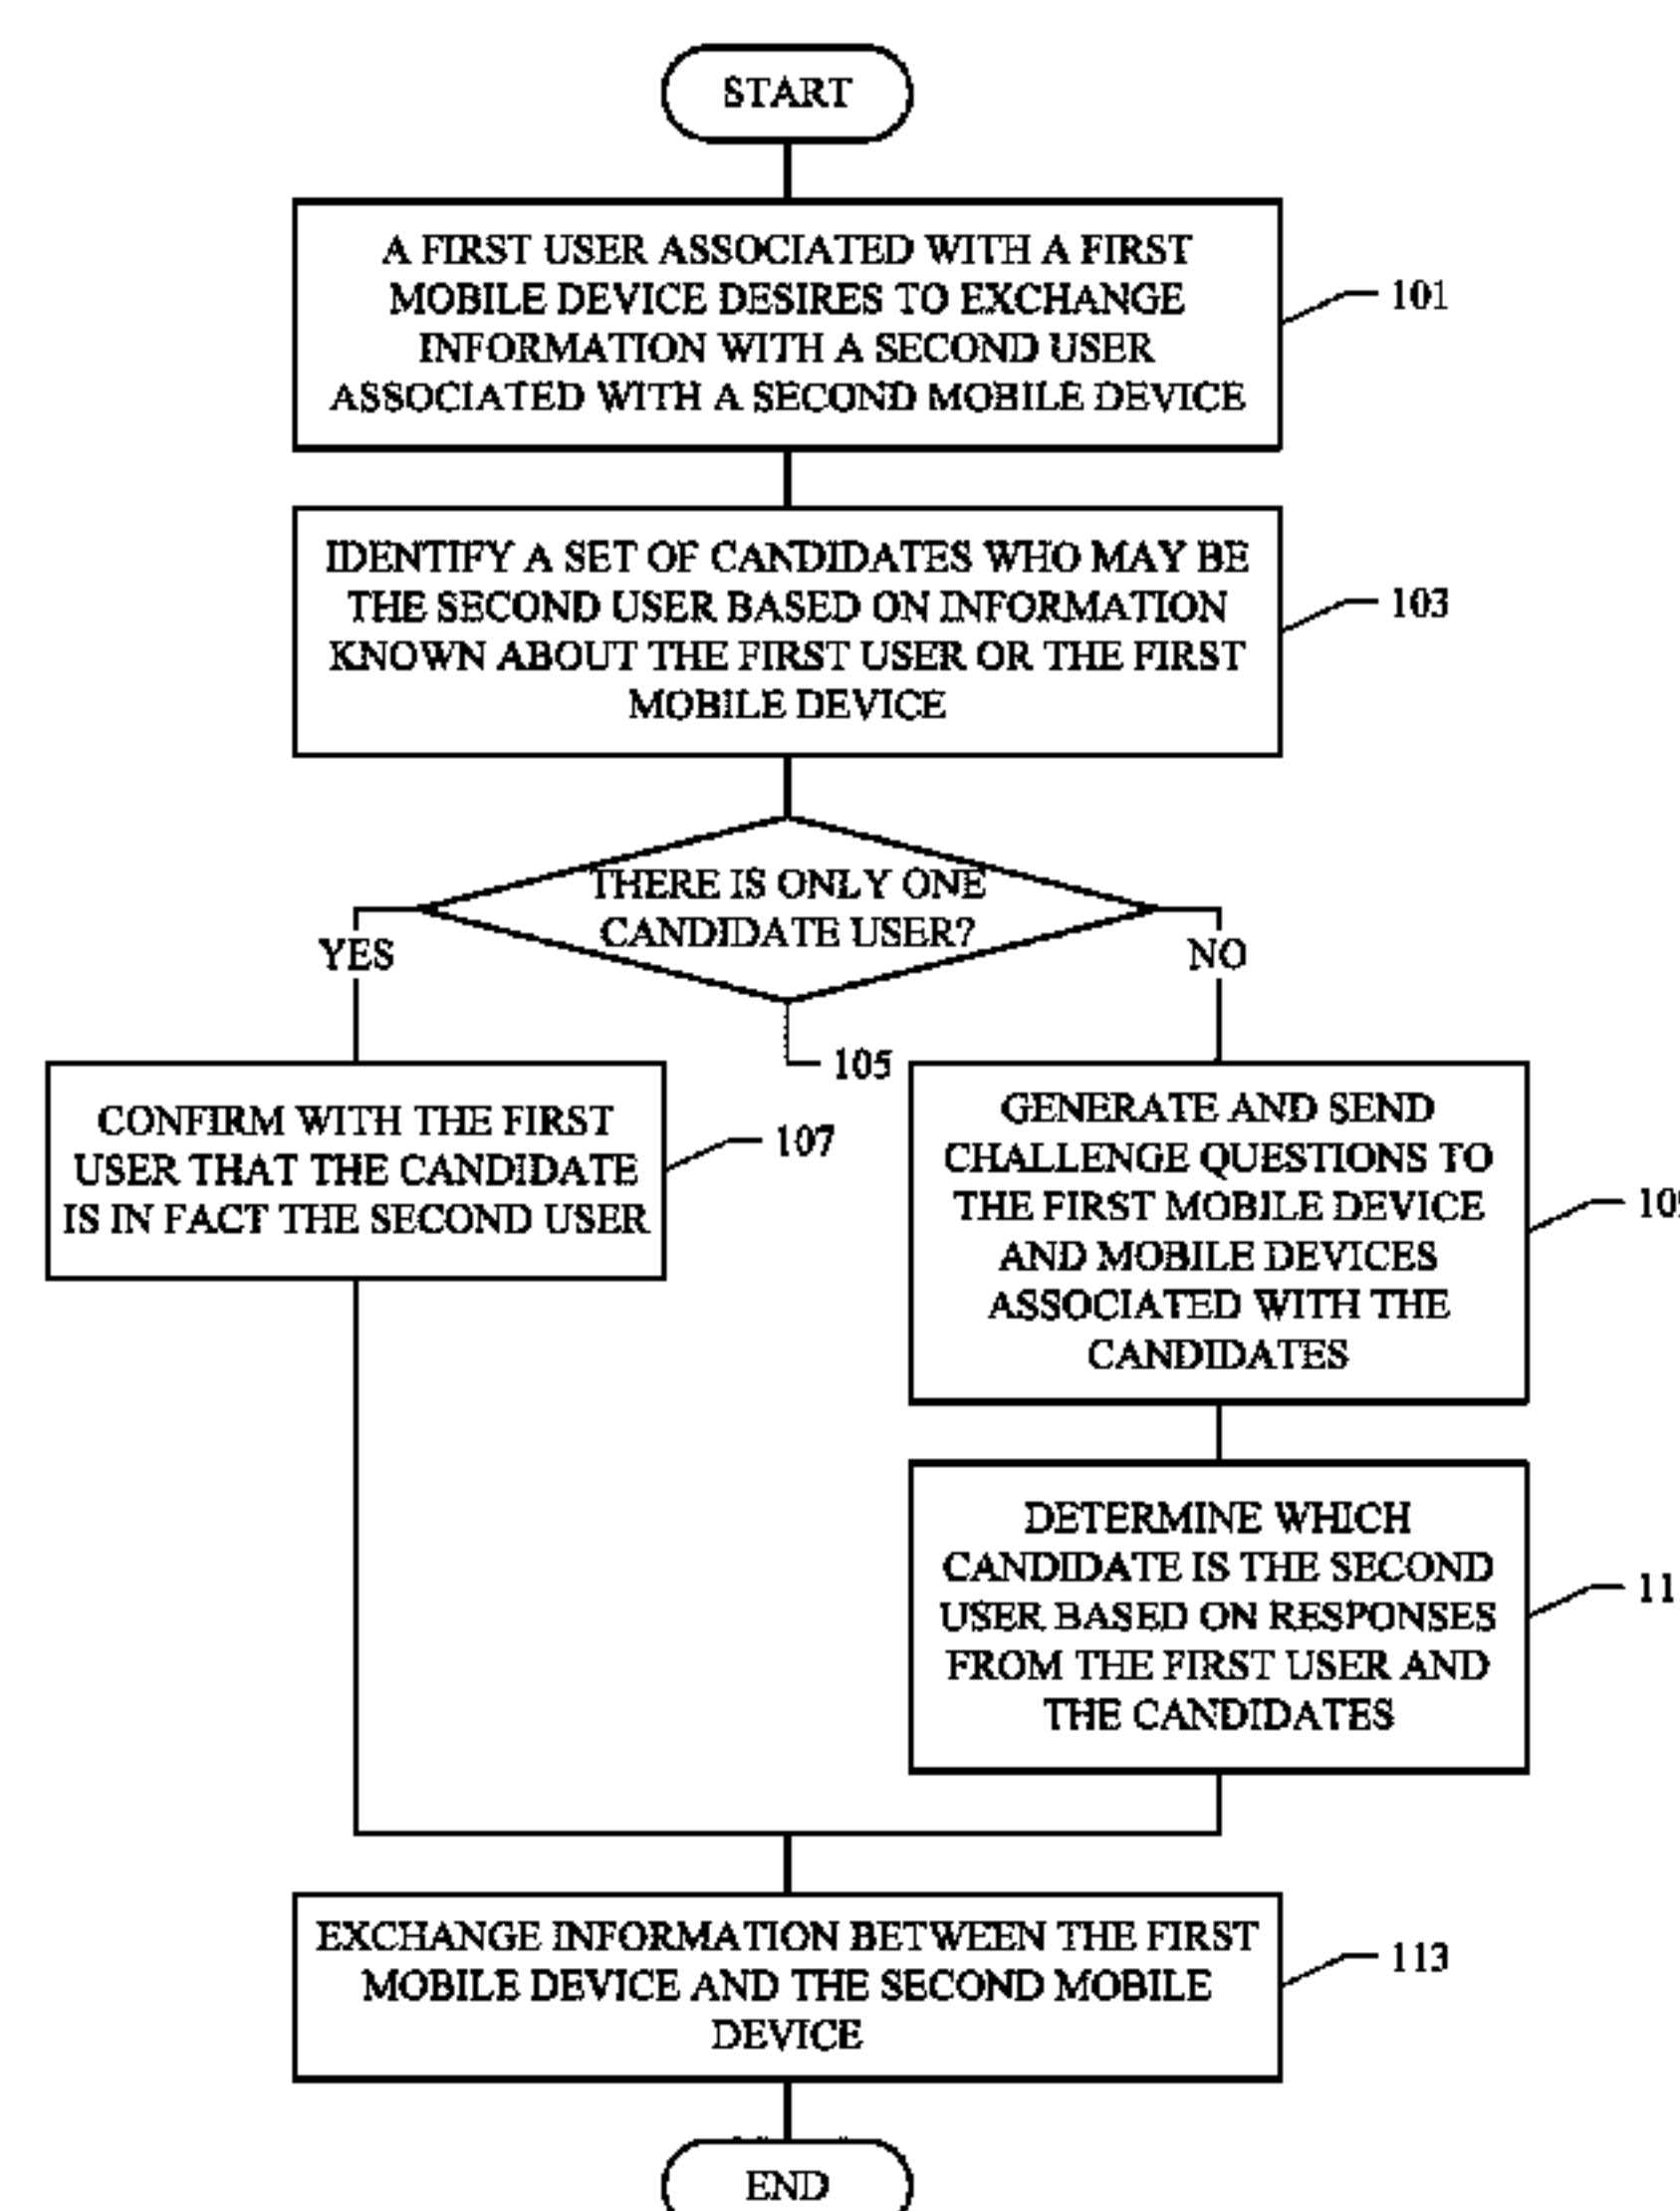 START
A FIRST USER ASSOCIATED WITH A FIRST
MOBILE DEVICE DESIRES TO EXCHANGE
INFORMATION WITH A SECOND USER
ASSOCIATED WITH A SECOND MOBILE DEVICE
101
IDENTIFY A SET OF CANDIDATES WHO MAY BE
THE SECOND USER BASED ON INFORMATION
KNOWN ABOUT THE FIRST USER OR THE FIRST
MOBILE DEVICE
103
THERE IS ONLY ONE
CANDIDATE USER?
YES
NO
105
CONFIRM WITH THE FIRST
USER THAT THE CANDIDATE
IS IN FACT THE SECOND USER
107
GENERATE AND SEND
CHALLENGE QUESTIONS TO
THE FIRST MOBILE DEVICE
AND MOBILE DEVICES
ASSOCIATED WITH THE
CANDIDATES
DETERMINE WHICH
CANDIDATE IS THE SECOND
USER BASED ON RESPONSES
FROM THE FIRST USER AND
THE CANDIDATES
EXCHANGE INFORMATION BETWEEN THE FIRST
MOBILE DEVICE AND THE SECOND MOBILE
DEVICE
113
END